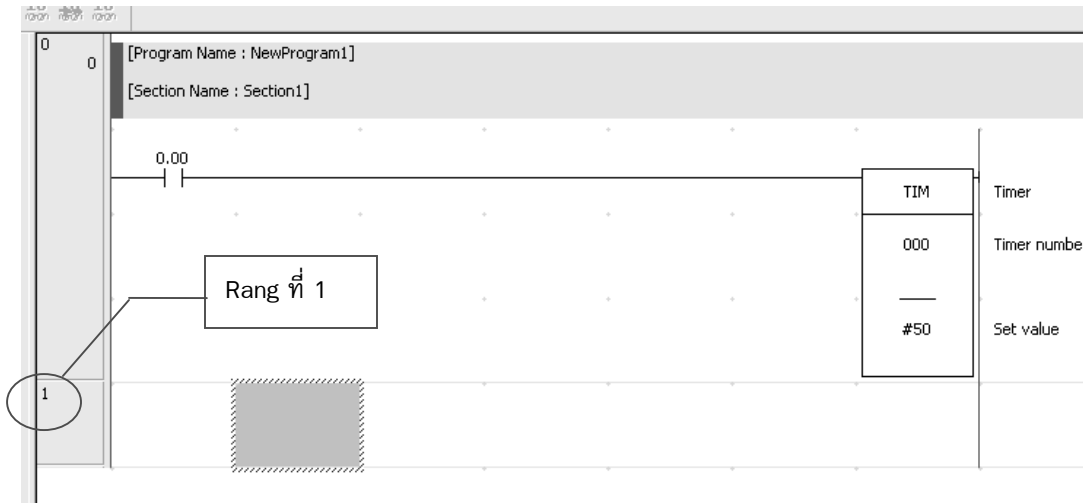 0
0
[Program Name : NewProgram1]
[Section Name : Section1]
0.00
TIM
Timer
000
Timer numbe
Rang ที่ 1
#50
Set value
1